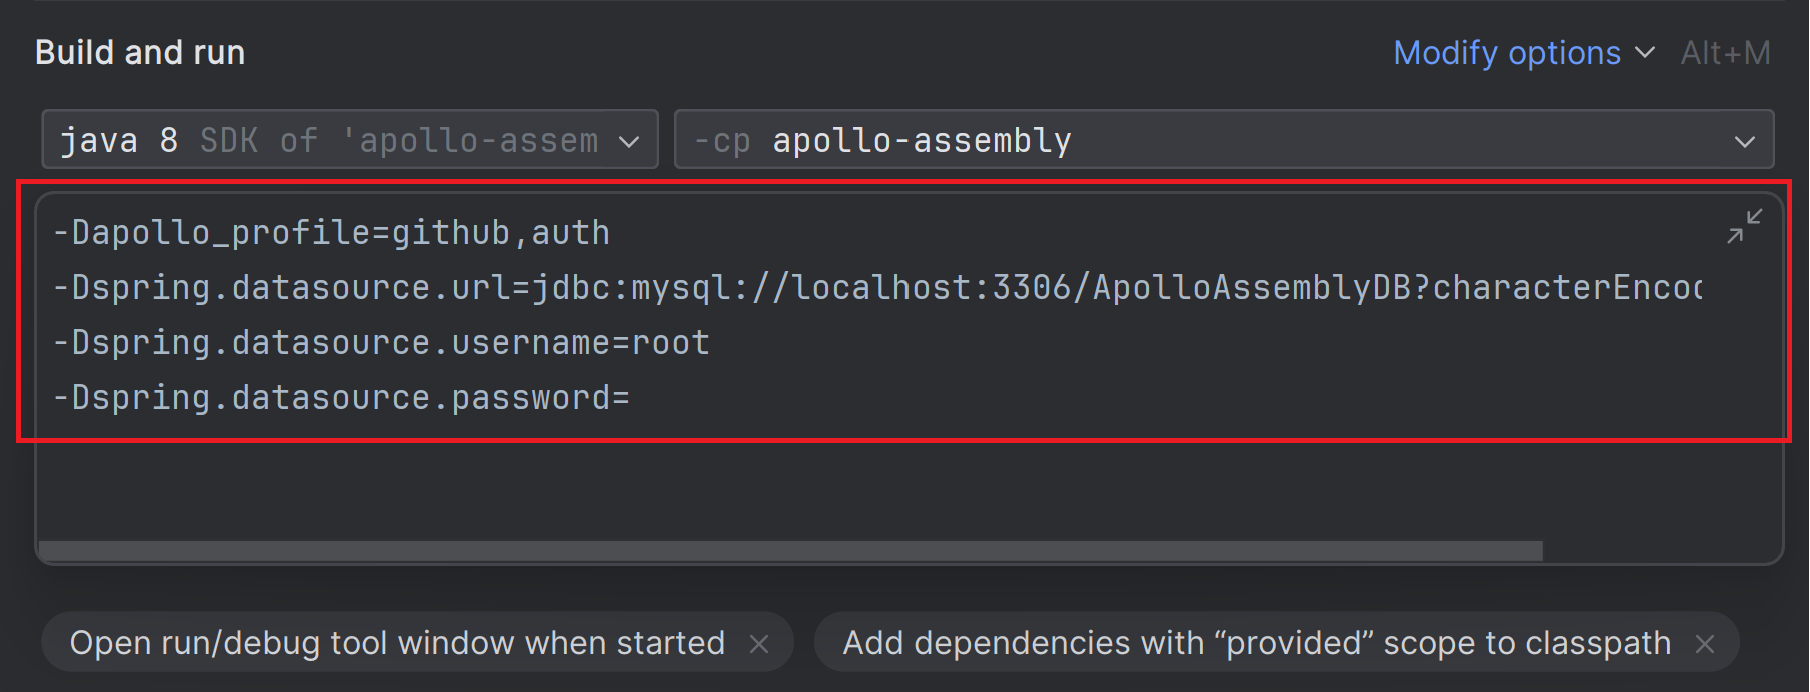 Build and run
Modify options Alt+M
java 8 SDK of 'apollo-assem
-cp apollo-assembly
-Dapollo_profile=github,auth
-Dspring.datasource.url=jdbc:mysql://localhost:3306/ApolloAssemblyDB?characterEncoc
-Dspring.datasource.username=root
-Dspring.datasource.password=
Open run/debug tool window when started
Add dependencies with “provided” scope to classpath